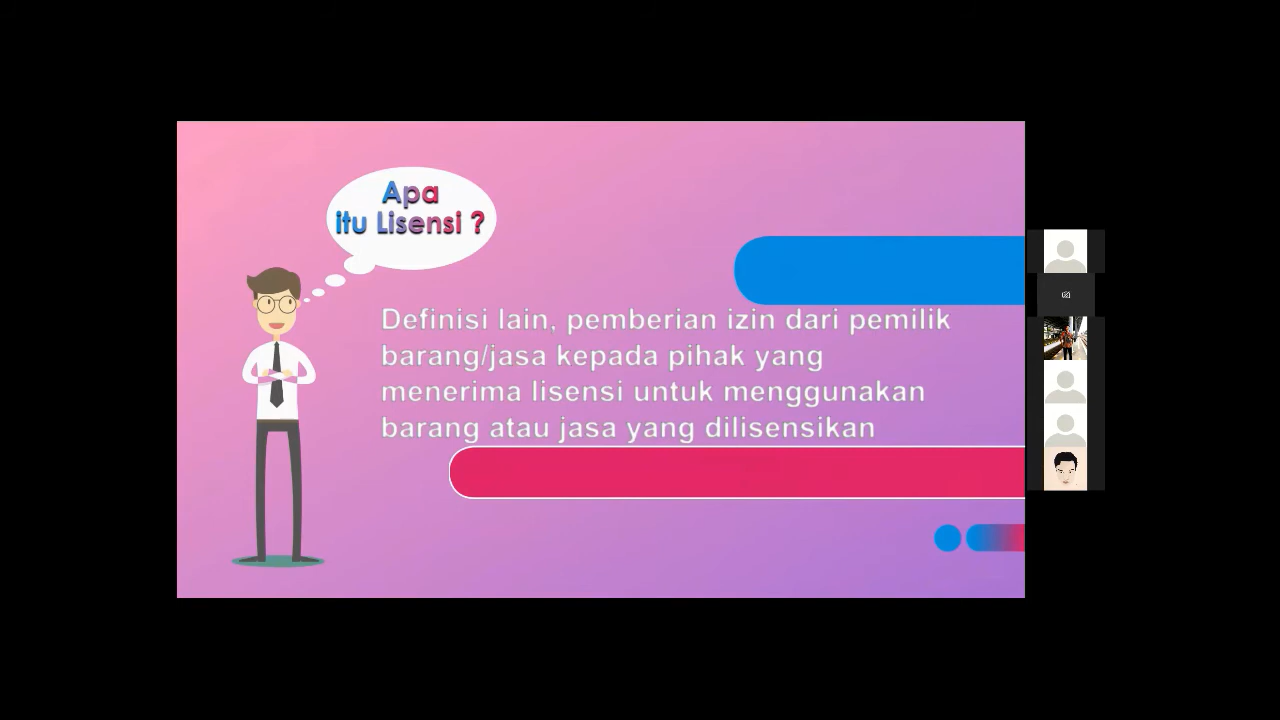 Apa
itu Lisensi ?
Definisi lain, pemberian izin dari pemilik
barang/jasa kepada pihak yang
menerima lisensi untuk menggunakan
barang atau jasa yang dilisensikan